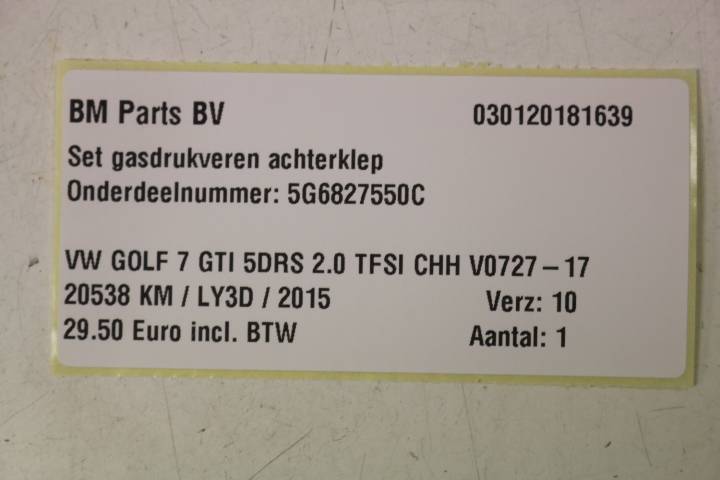 BM Parts BV 030120181639
Set gasdrukveren achterklep
Onderdeelnummer: 5G6827550C
VW GOLF 7 GTI 5DRS 2.0 TFSI CHH V0727-17
20538 KM / LY3D / 2015 Verz: 10
29.50 Euro incl. BTW Aantal: 1